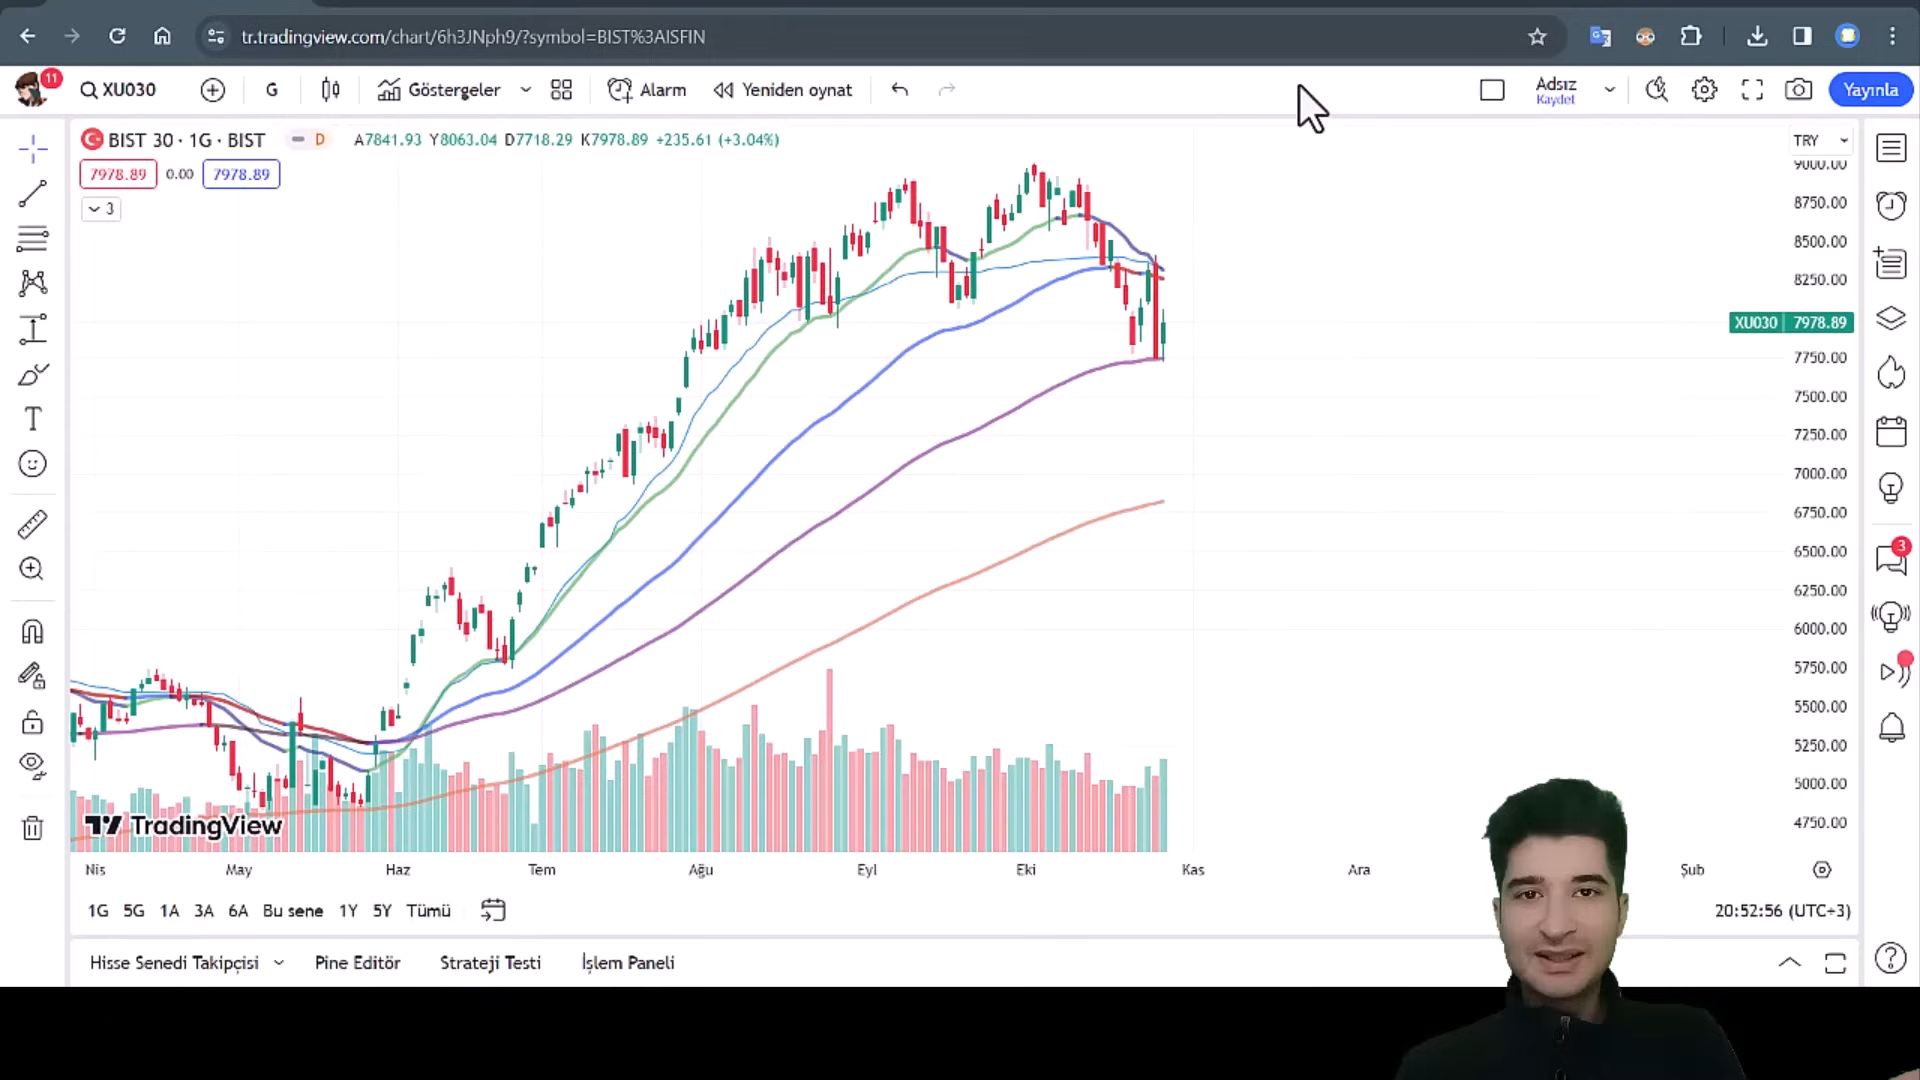 tr.tradingview.com/chart/6h3JNph9/?symbol=BIST%3AISFIN
11
XU030
G
Göstergeler
Alarm
Yeniden oynat
Adsız
Kaydet
Yayınla
BIST 30 · 1G · BIST
D
A7841.93 Y8063.04 D7718.29 K7978.89 +235.61 (+3.04%)
TRY
7978.89 0.00 7978.89
3
9000.00
8750.00
8500.00
8250.00
XU030 7978.89
7750.00
7500.00
7250.00
7000.00
6750.00
6500.00
6250.00
6000.00
5750.00
5500.00
5250.00
5000.00
4750.00
3
TradingView
Nis May Haz Tem Ağu Eyl Eki Kas Ara Şub
1G 5G 1A 3A 6A Bu sene 1Y 5Y Tümü
20:52:56 (UTC+3)
Hisse Senedi Takipçisi Pine Editör Strateji Testi İşlem Paneli